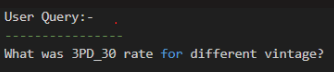 User Query:-
----------------
What was 3PD_30 rate for different vintage?